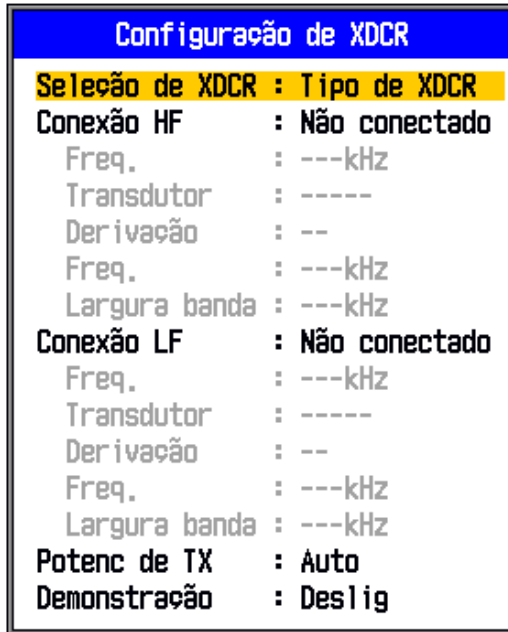 Configuração de XDCR
Seleção de XDCR : Tipo de XDCR
Conexão HF : Não conectado
Freq. : ---kHz
Transdutor : -----
Derivação : --
Freq. : ---kHz
Largura banda : ---kHz
Conexão LF : Não conectado
Freq. : ---kHz
Transdutor : -----
Derivação : --
Freq. : ---kHz
Largura banda : ---kHz
Potenc de TX : Auto
Demonstração : Deslig